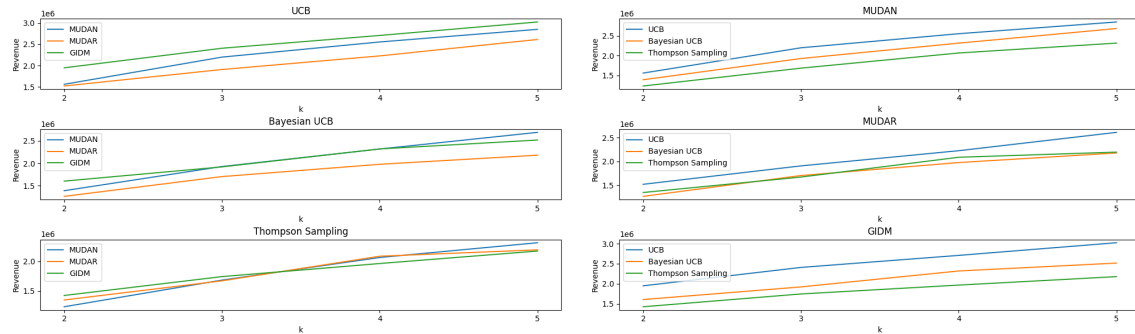 UCB
1e6
3.0
2.5
2.0
1.5
Revenue
MUDAN
MUDAR
GIDM
2 3 4 5
k
Bayesian UCB
1e6
2.5
2.0
1.5
Revenue
MUDAN
MUDAR
GIDM
2 3 4 5
k
Thompson Sampling
1e6
2.0
1.5
Revenue
MUDAN
MUDAR
GIDM
2 3 4 5
k
MUDAN
1e6
2.5
2.0
1.5
Revenue
UCB
Bayesian UCB
Thompson Sampling
2 3 4 5
k
MUDAR
1e6
2.5
2.0
1.5
Revenue
UCB
Bayesian UCB
Thompson Sampling
2 3 4 5
k
GIDM
1e6
3.0
2.5
2.0
1.5
Revenue
UCB
Bayesian UCB
Thompson Sampling
2 3 4 5
k